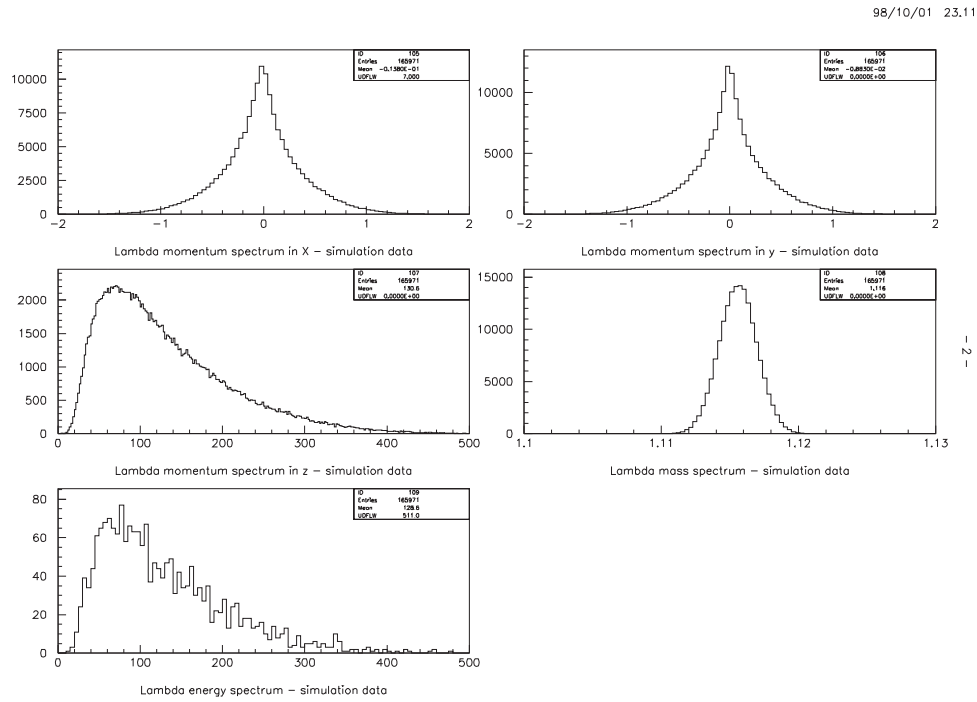 98/10/01 23.11
ID 105
Entries 165971
Mean -0.1380E-01
UDFLW 7.000
10000
7500
5000
2500
0
-2 -1 0 1 2
Lambda momentum spectrum in X - simulation data
ID 106
Entries 165971
Mean -0.8830E-02
UDFLW 0.0000E+00
10000
5000
0
-2 -1 0 1 2
Lambda momentum spectrum in y - simulation data
ID 107
Entries 165971
Mean 130.6
UDFLW 0.0000E+00
2000
1500
1000
500
0
0 100 200 300 400 500
Lambda momentum spectrum in z - simulation data
ID 108
Entries 165971
Mean 1.116
UDFLW 0.0000E+00
15000
10000
5000
0
1.1 1.11 1.12 1.13
Lambda mass spectrum - simulation data
- 2 -
ID 109
Entries 165971
Mean 128.6
UDFLW 511.0
80
60
40
20
0
0 100 200 300 400 500
Lambda energy spectrum - simulation data